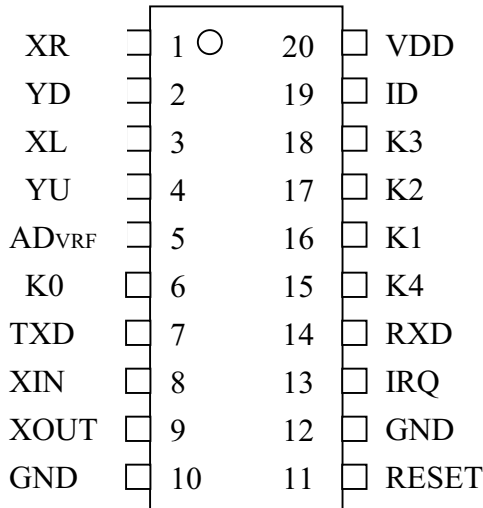 XR 1 20 VDD
YD 2 19 ID
XL 3 18 K3
YU 4 17 K2
ADVRF 5 16 K1
K0 6 15 K4
TXD 7 14 RXD
XIN 8 13 IRQ
XOUT 9 12 GND
GND 10 11 RESET